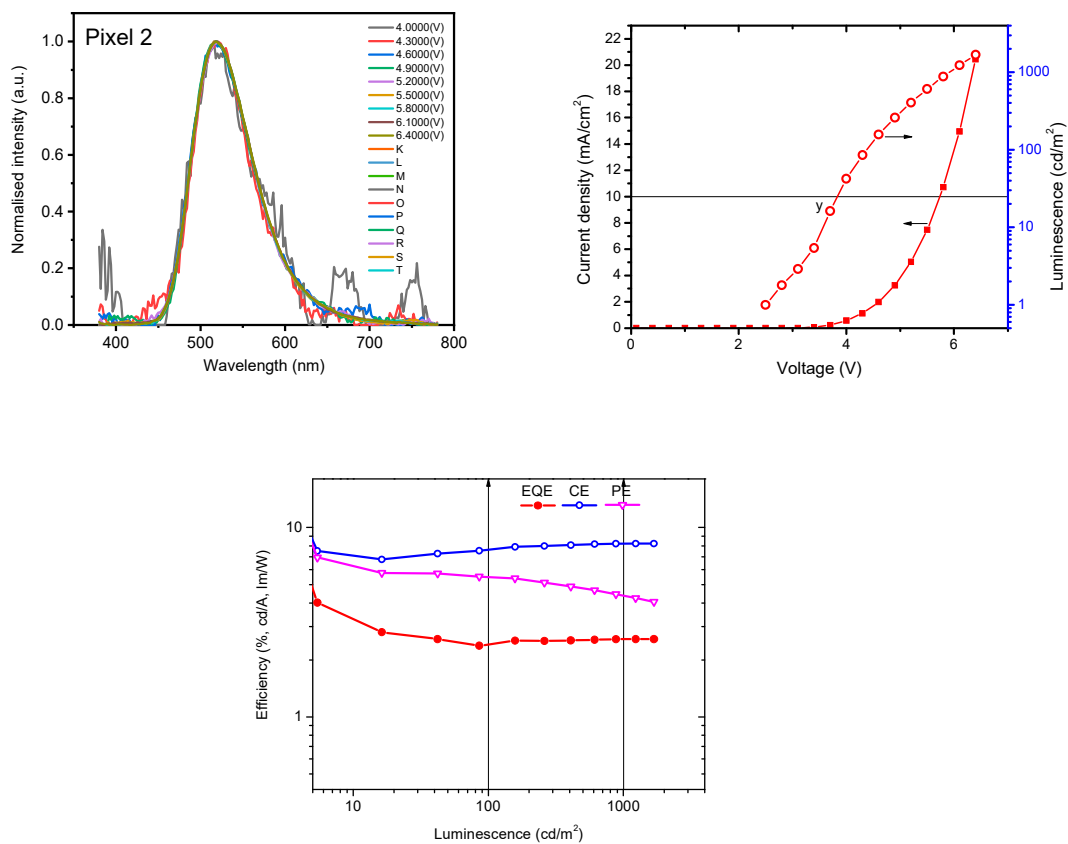 Pixel 2
4.0000(V)
4.3000(V)
4.6000(V)
4.9000(V)
5.2000(V)
5.5000(V)
5.8000(V)
6.1000(V)
6.4000(V)
K
L
M
N
O
P
Q
R
S
T
1.0
0.8
0.6
0.4
0.2
0.0
Normalised intensity (a.u.)
400 500 600 700 800
Wavelength (nm)
22
20
18
16
14
12
10
8
6
4
2
0
Current density (mA/cm²)
y
1000
100
10
1
Luminescence (cd/m²)
0 2 4 6
Voltage (V)
EQE CE PE
10
1
Efficiency (%, cd/A, lm/W)
10 100 1000
Luminescence (cd/m²)